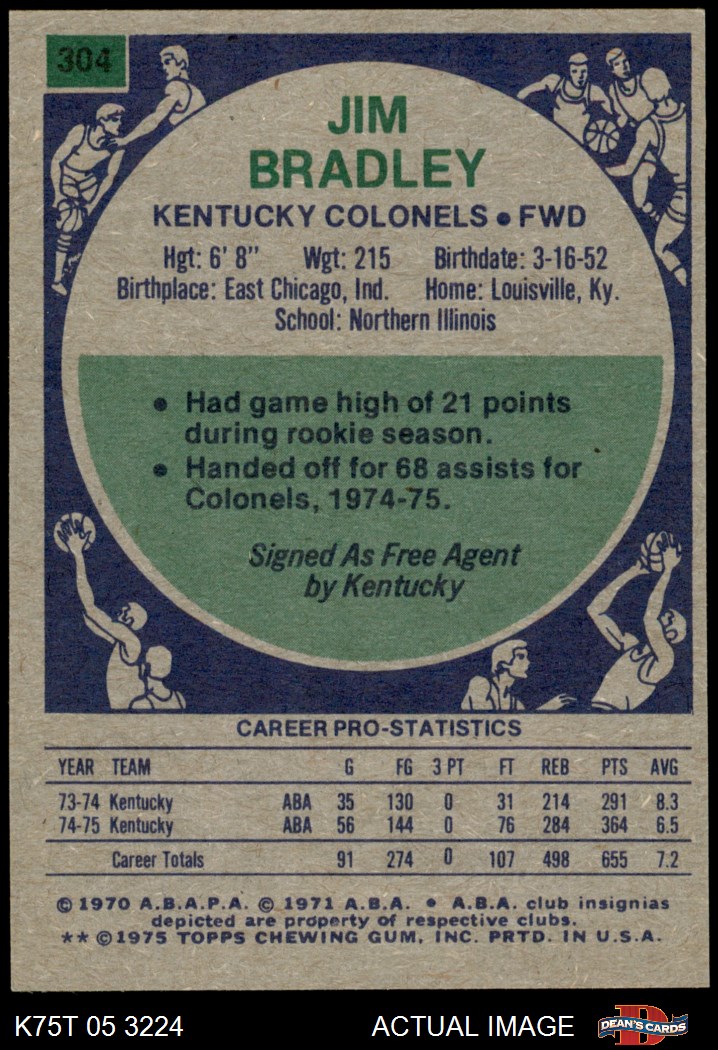 304
JIM
BRADLEY
KENTUCKY COLONELS • FWD
Hgt: 6' 8" Wgt: 215 Birthdate: 3-16-52
Birthplace: East Chicago, Ind. Home: Louisville, Ky.
School: Northern Illinois
• Had game high of 21 points
during rookie season.
• Handed off for 68 assists for
Colonels, 1974-75.
Signed As Free Agent
by Kentucky
CAREER PRO-STATISTICS
YEAR TEAM G FG 3 PT FT REB PTS AVG
73-74 Kentucky ABA 35 130 0 31 214 291 8.3
74-75 Kentucky ABA 56 144 0 76 284 364 6.5
Career Totals 91 274 0 107 498 655 7.2
© 1970 A.B.A.P.A. © 1971 A.B.A. • A.B.A. club insignias
depicted are property of respective clubs.
** © 1975 TOPPS CHEWING GUM, INC. PRTD. IN U.S.A.
K75T 05 3224 ACTUAL IMAGE D DEAN'S CARDS